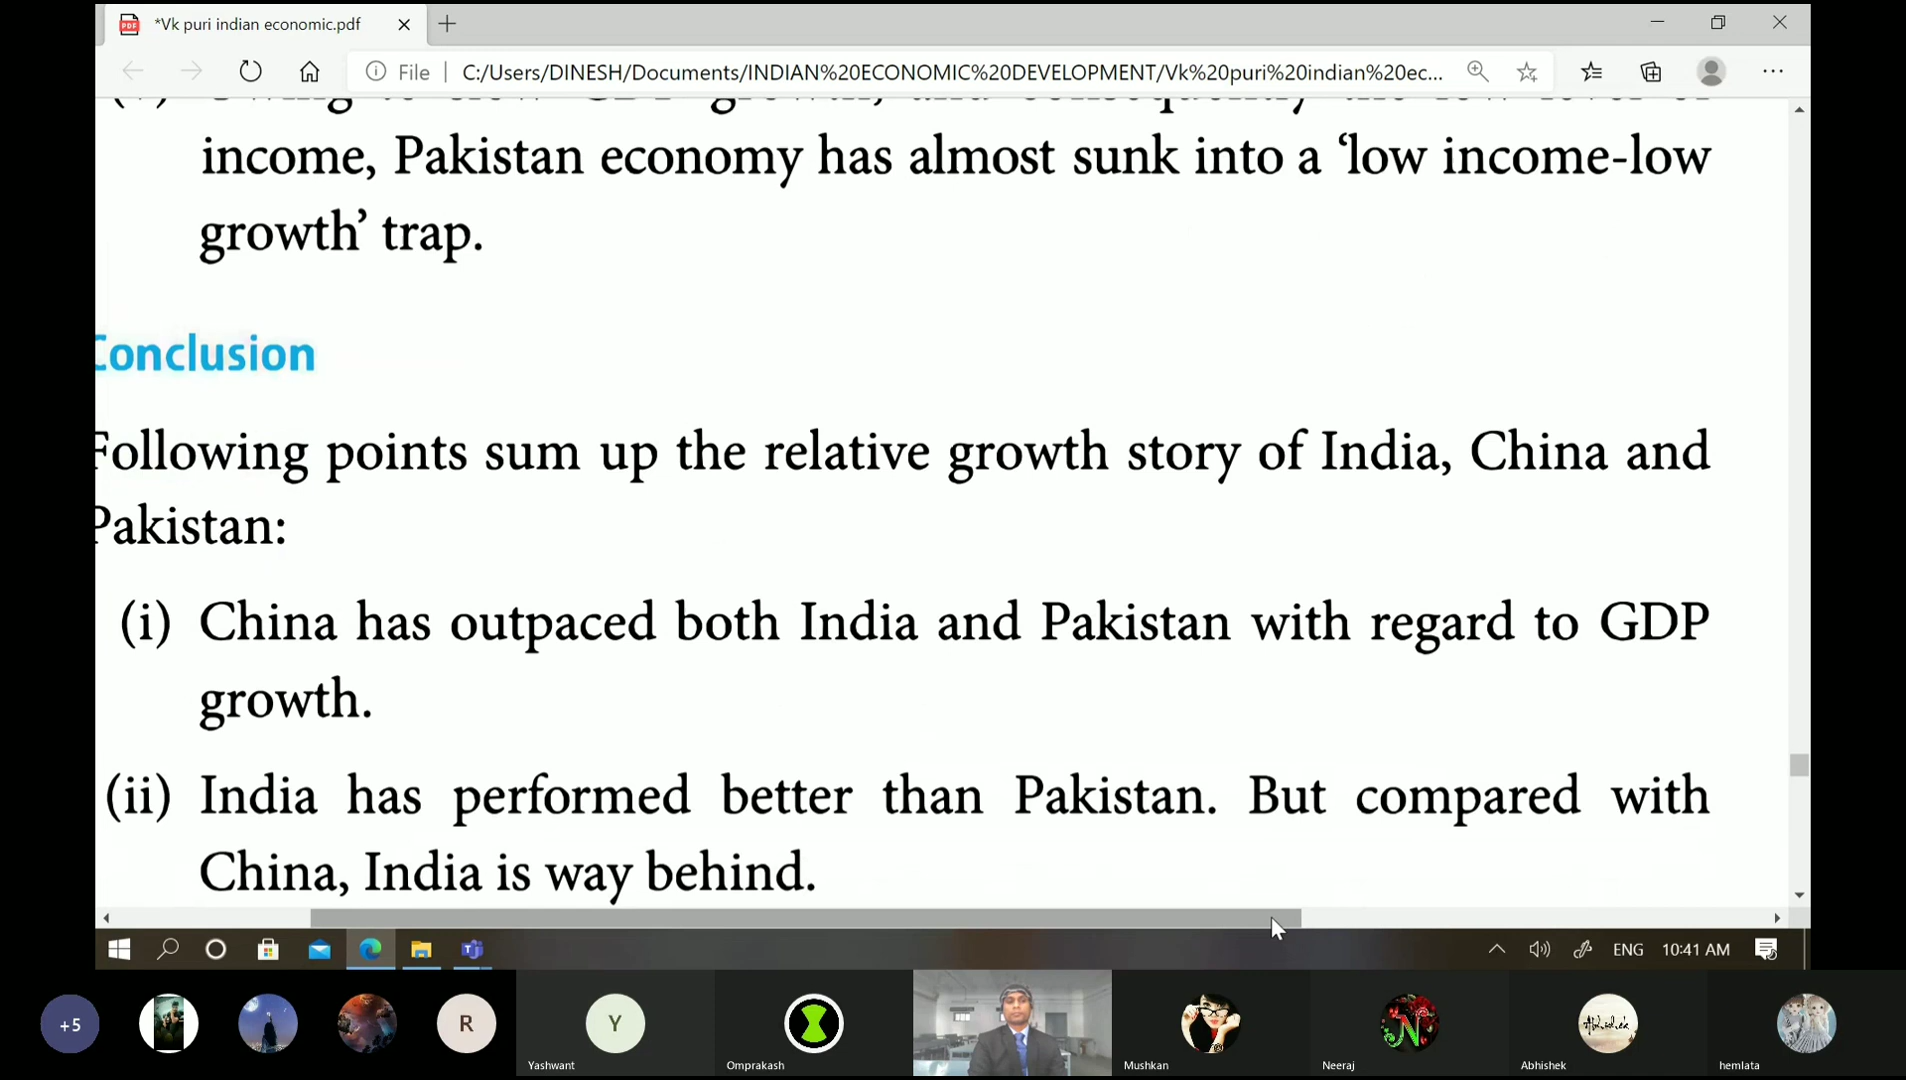 *Vk puri indian economic.pdf
File
C:/Users/DINESH/Documents/INDIAN%20ECONOMIC%20DEVELOPMENT/Vk%20puri%20indian%20ec...
income, Pakistan economy has almost sunk into a ‘low income-low
growth’ trap.
Conclusion
Following points sum up the relative growth story of India, China and
Pakistan:
(i) China has outpaced both India and Pakistan with regard to GDP
growth.
(ii) India has performed better than Pakistan. But compared with
China, India is way behind.
ENG 10:41 AM
+5
R
Y
Yashwant
Omprakash
Mushkan
N
Neeraj
Abhishek
hemlata